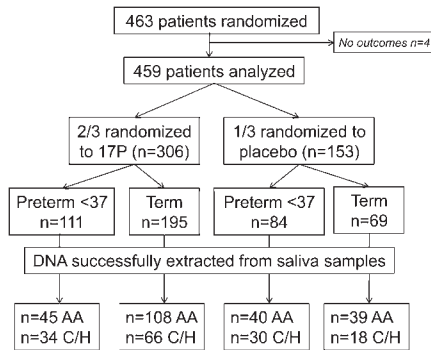 463 patients randomized
No outcomes n=4
459 patients analyzed
2/3 randomized
to 17P (n=306)
1/3 randomized to
placebo (n=153)
Preterm <37
n=111
Term
n=195
Preterm <37
n=84
Term
n=69
DNA successfully extracted from saliva samples
n=45 AA
n=34 C/H
n=108 AA
n=66 C/H
n=40 AA
n=30 C/H
n=39 AA
n=18 C/H